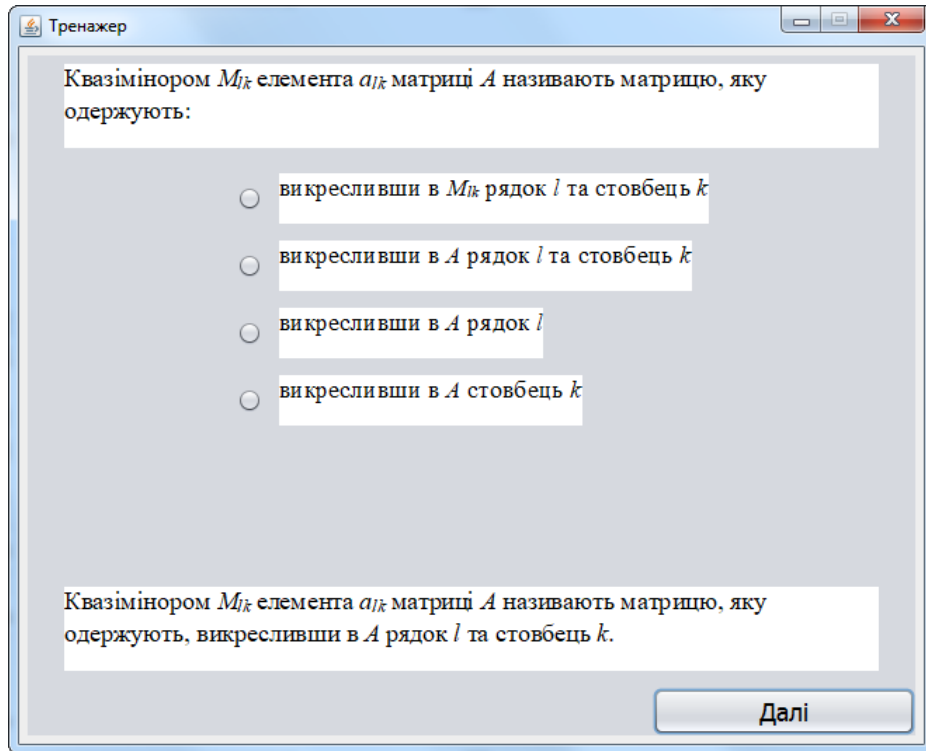 Тренажер
Квазімінором Mlk елемента alk матриці A називають матрицю, яку
одержують:
викресливши в Mlk рядок l та стовбець k
викресливши в A рядок l та стовбець k
викресливши в A рядок l
викресливши в A стовбець k
Квазімінором Mlk елемента alk матриці A називають матрицю, яку
одержують, викресливши в A рядок l та стовбець k.
Далі